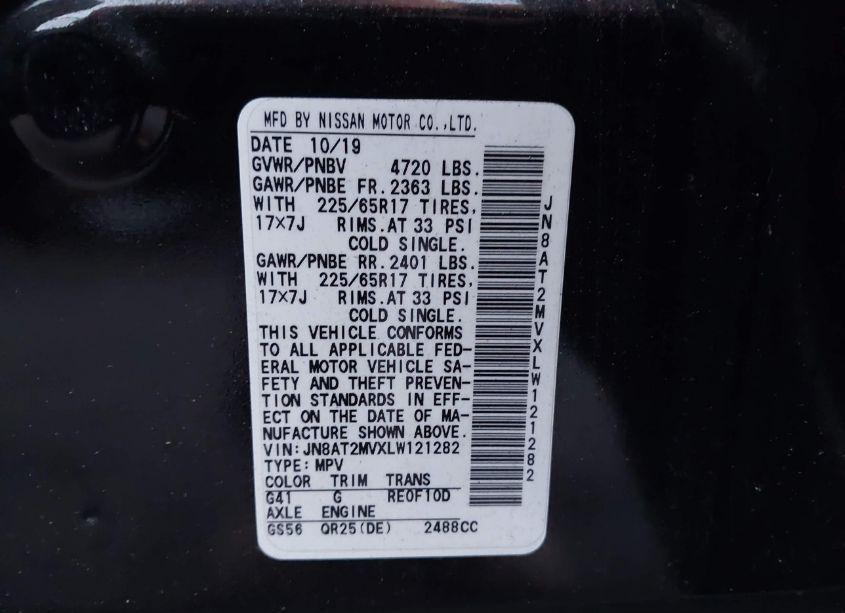 MFD BY NISSAN MOTOR CO.,LTD.
DATE 10/19
GVWR/PNBV 4720 LBS.
GAWR/PNBE FR. 2363 LBS.
WITH 225/65R17 TIRES,
17×7J RIMS.AT 33 PSI
COLD SINGLE.
GAWR/PNBE RR. 2401 LBS.
WITH 225/65R17 TIRES,
17×7J RIMS.AT 33 PSI
COLD SINGLE.
THIS VEHICLE CONFORMS
TO ALL APPLICABLE FED-
ERAL MOTOR VEHICLE SA-
FETY AND THEFT PREVEN-
TION STANDARDS IN EFF-
ECT ON THE DATE OF MA-
NUFACTURE SHOWN ABOVE.
VIN:JN8AT2MVXLW121282
TYPE:MPV
COLOR TRIM TRANS
G41 G RE0F10D
AXLE ENGINE
GS56 QR25(DE) 2488CC
JN8AT2MVXLW121282